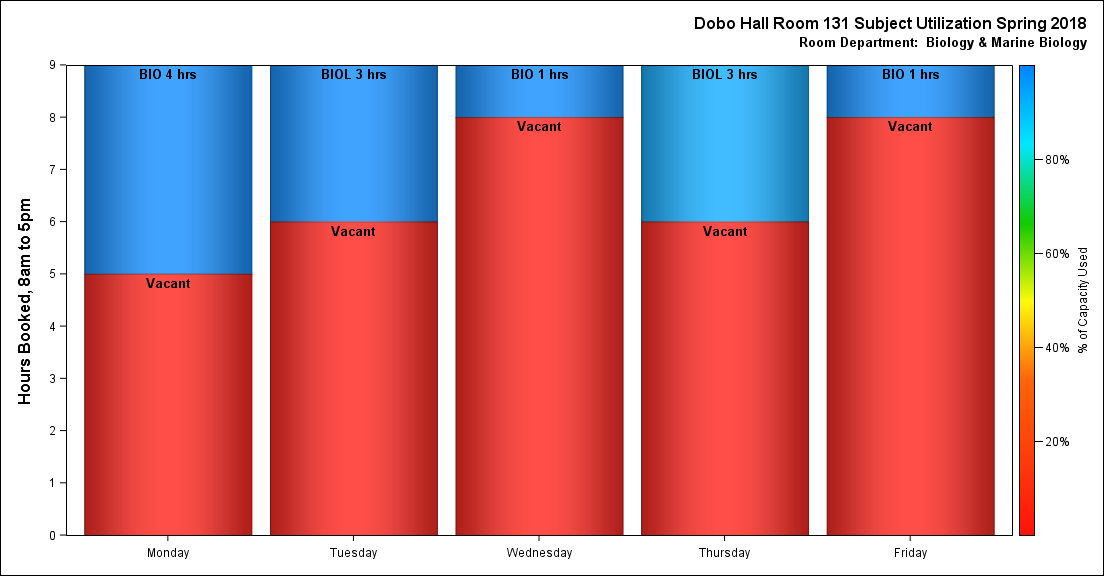 Dobo Hall Room 131 Subject Utilization Spring 2018
Room Department:  Biology & Marine Biology
Hours Booked, 8am to 5pm
9
8
7
6
5
4
3
2
1
0
BIO 4 hrs
Vacant
BIOL 3 hrs
Vacant
BIO 1 hrs
Vacant
BIOL 3 hrs
Vacant
BIO 1 hrs
Vacant
Monday
Tuesday
Wednesday
Thursday
Friday
80%
60%
40%
20%
% of Capacity Used